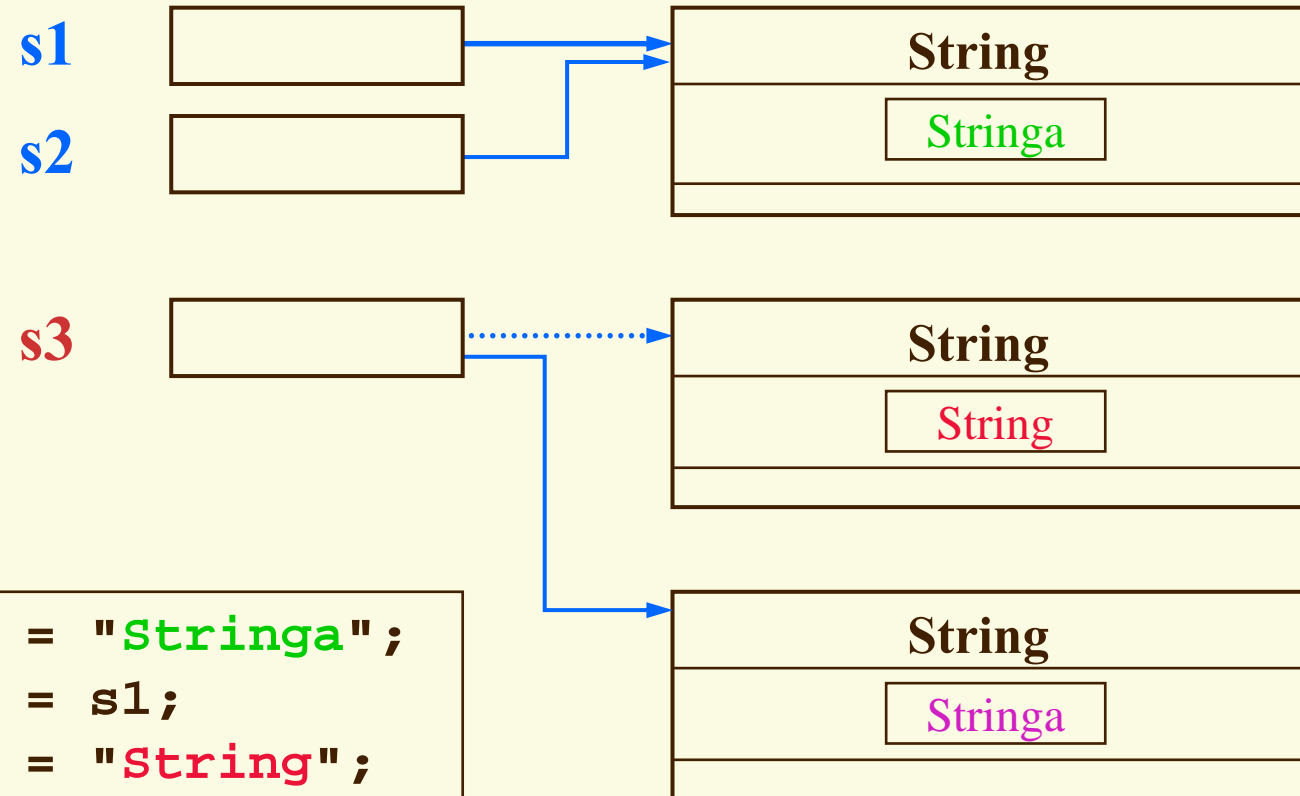 s1
String
Stringa
s2
s3
String
String
= "Stringa";
= s1;
= "String";
String
Stringa